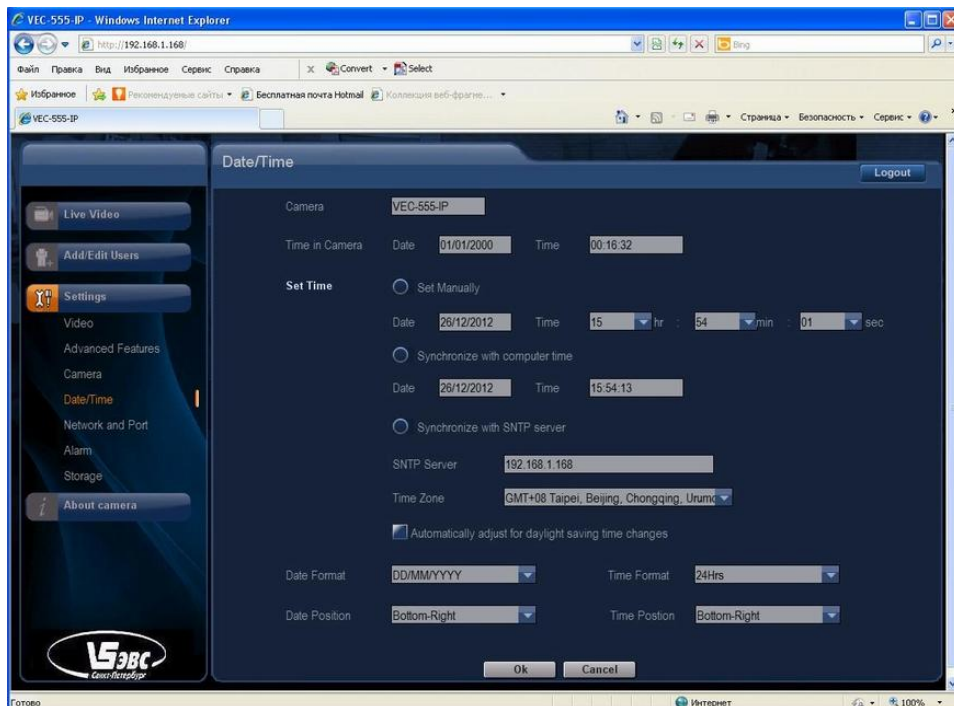 VEC-555-IP - Windows Internet Explorer
http://192.168.1.168/
Bing
Файл Правка Вид Избранное Сервис Справка
Convert Select
Избранное Рекомендуемые сайты Бесплатная почта Hotmail Коллекция веб-фрагме...
VEC-555-IP
Страница Безопасность Сервис
Date/Time
Logout
Live Video
Add/Edit Users
Settings
Video
Advanced Features
Camera
Date/Time
Network and Port
Alarm
Storage
About camera
ЭВС
Санкт-Петербург
Camera VEC-555-IP
Time in Camera Date 01/01/2000 Time 00:16:32
Set Time Set Manually
Date 26/12/2012 Time 15 hr : 54 min : 01 sec
Synchronize with computer time
Date 26/12/2012 Time 15:54:13
Synchronize with SNTP server
SNTP Server 192.168.1.168
Time Zone GMT+08 Taipei, Beijing, Chongqing, Urumc
Automatically adjust for daylight saving time changes
Date Format DD/MM/YYYY Time Format 24Hrs
Date Position Bottom-Right Time Postion Bottom-Right
Ok Cancel
Готово Интернет 100%